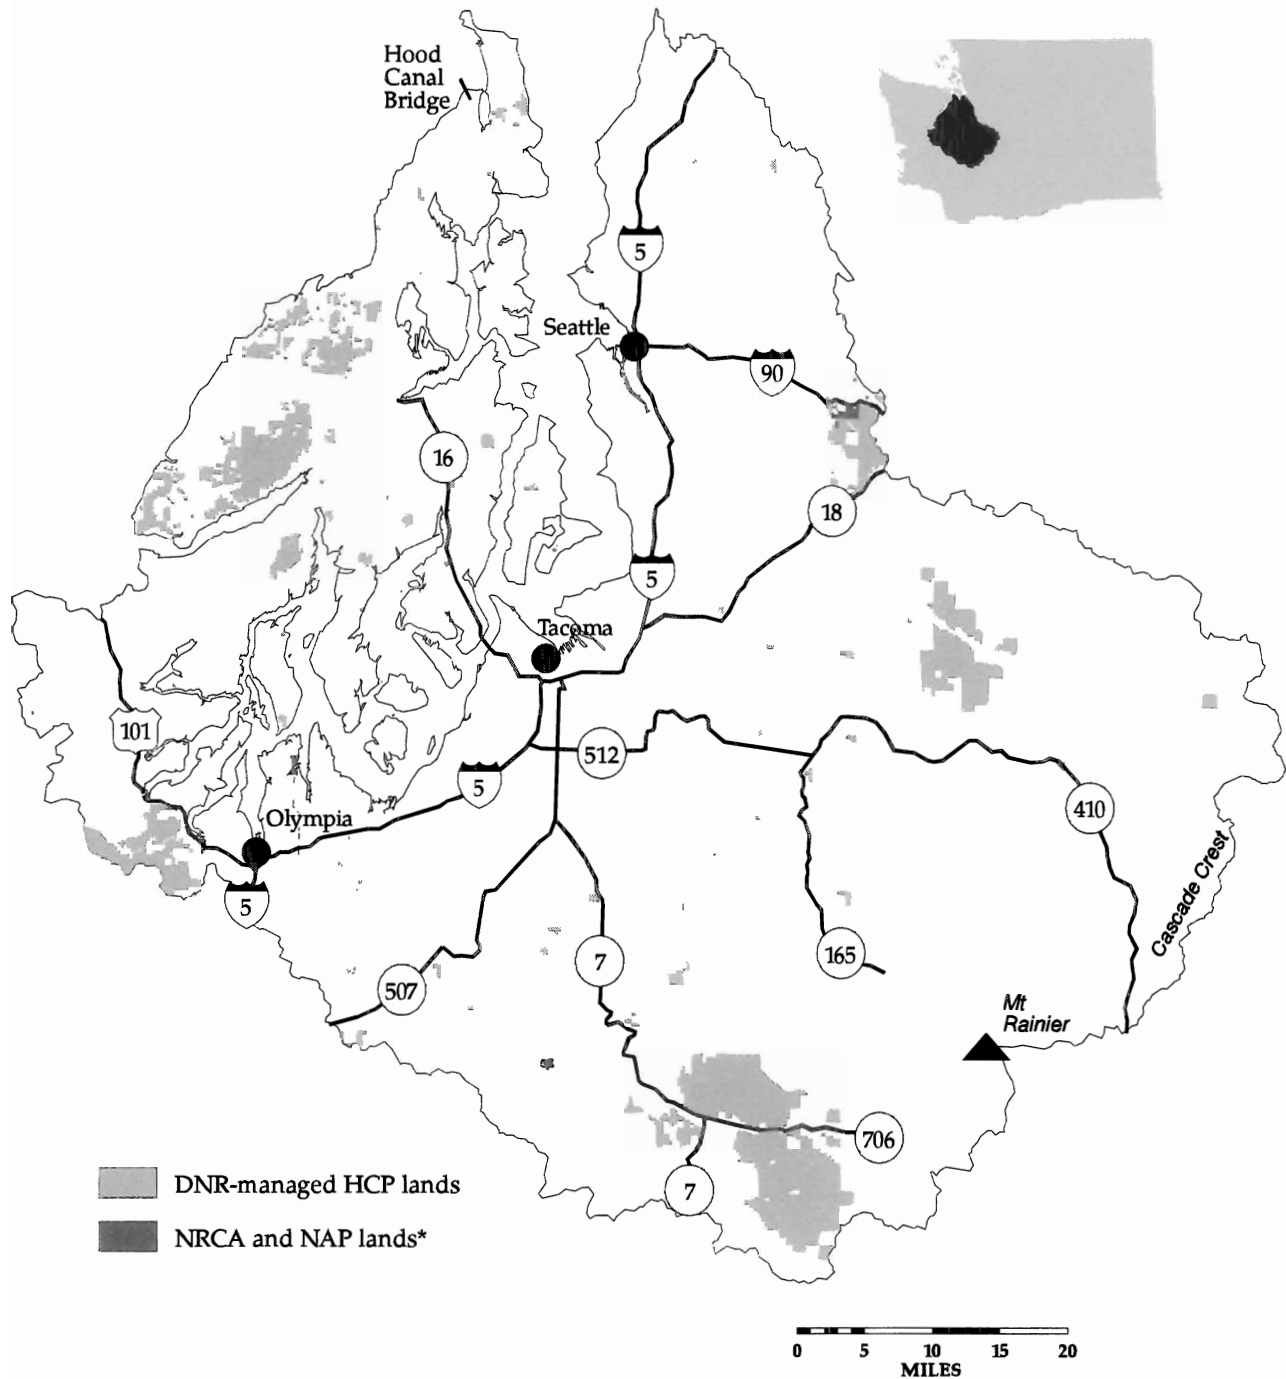 Hood
Canal
Bridge
5
Seattle
90
16
18
5
Tacoma
101
512
5
410
Olympia
5
Cascade Crest
7
165
507
Mt
Rainier
706
7
DNR-managed HCP lands
NRCA and NAP lands*
0 5 10 15 20
MILES